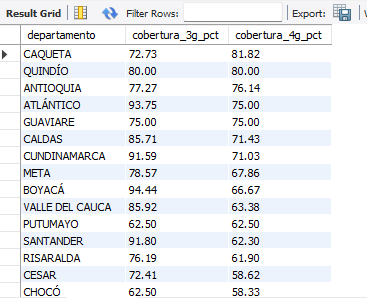 Result Grid Filter Rows: Export:
departamento cobertura_3g_pct cobertura_4g_pct
CAQUETA 72.73 81.82
QUINDÍO 80.00 80.00
ANTIOQUIA 77.27 76.14
ATLÁNTICO 93.75 75.00
GUAVIARE 75.00 75.00
CALDAS 85.71 71.43
CUNDINAMARCA 91.59 71.03
META 78.57 67.86
BOYACÁ 94.44 66.67
VALLE DEL CAUCA 85.92 63.38
PUTUMAYO 62.50 62.50
SANTANDER 91.80 62.30
RISARALDA 76.19 61.90
CESAR 72.41 58.62
CHOCÓ 62.50 58.33